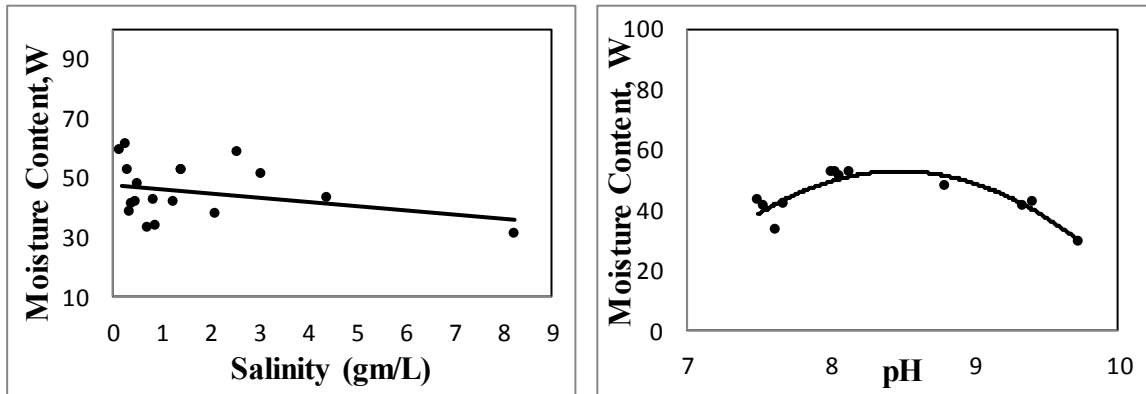 Moisture Content,W
90
70
50
30
10
0 1 2 3 4 5 6 7 8 9
Salinity (gm/L)
Moisture Content, W
100
80
60
40
20
0
7 8 9 10
pH